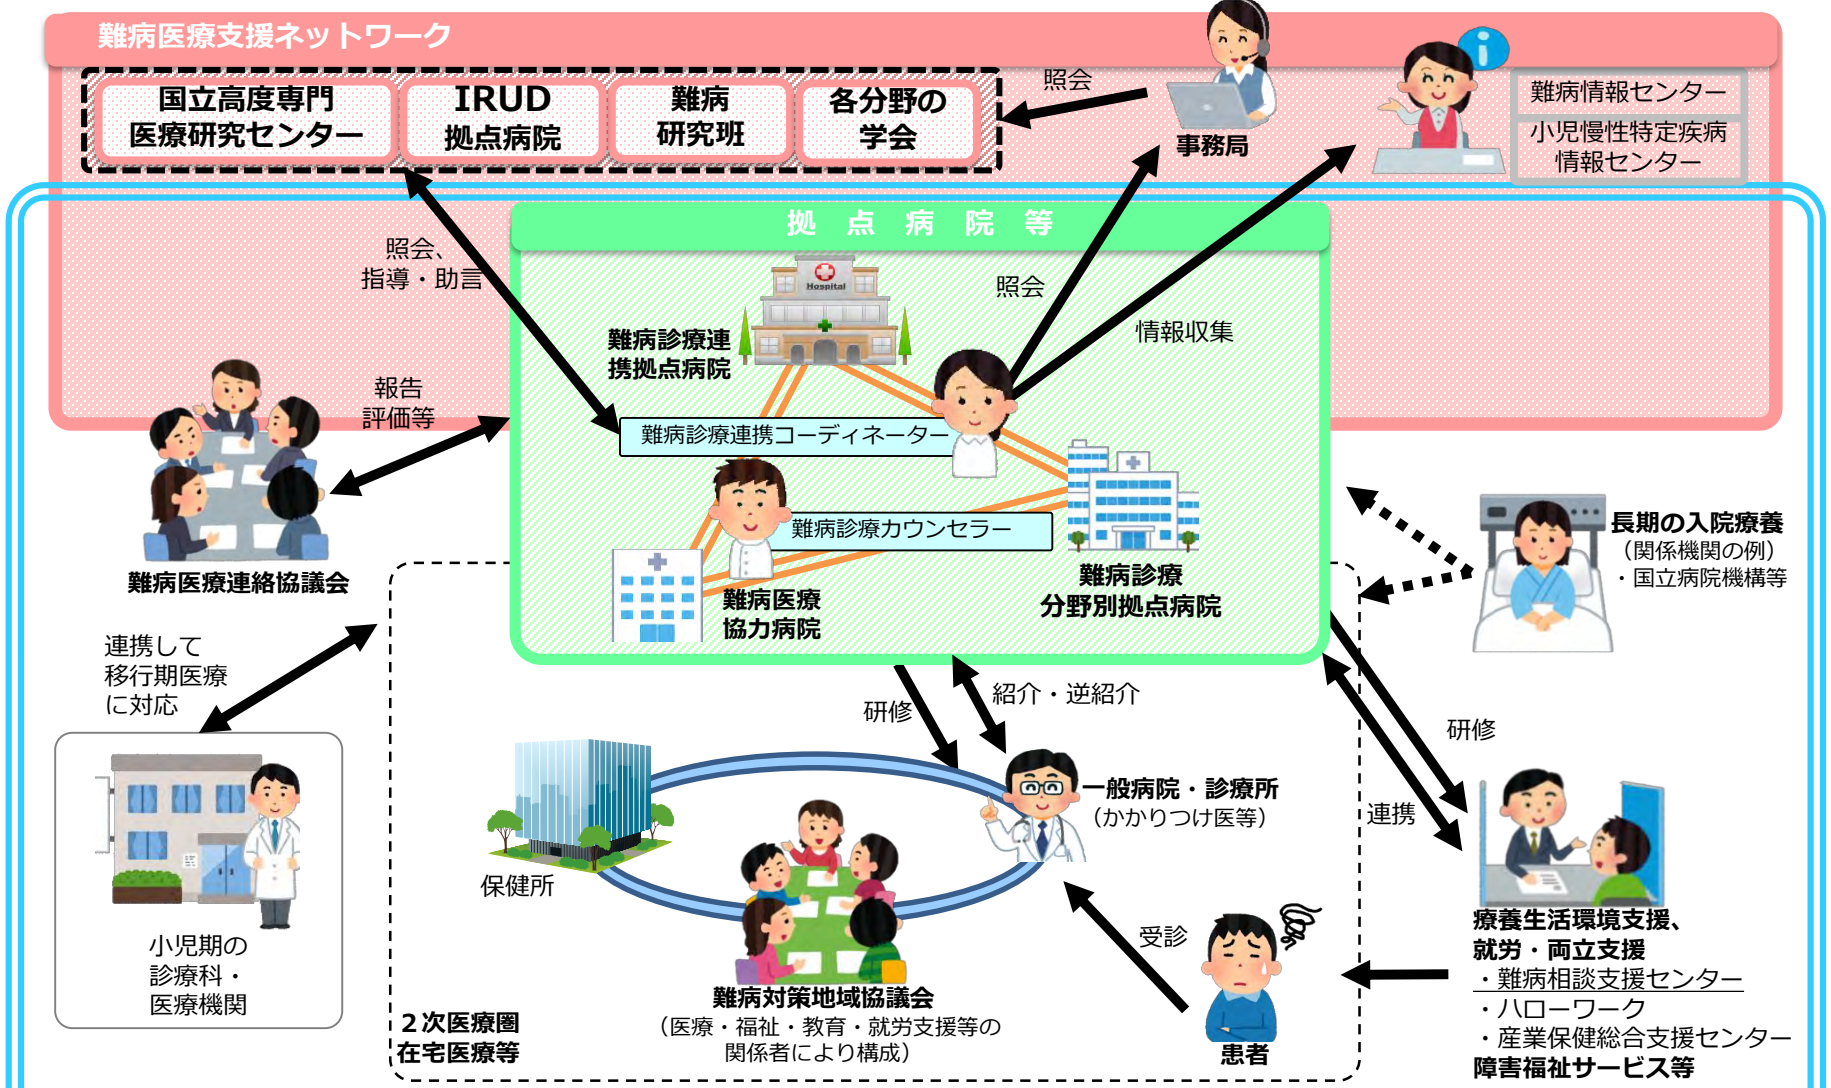 難病医療支援ネットワーク
国立高度専門
医療研究センター
IRUD
拠点病院
難病
研究班
各分野の
学会
照会
事務局
難病情報センター
小児慢性特定疾病
情報センター
拠点病院等
照会、
指導・助言
Hospital
難病診療連
携拠点病院
照会
情報収集
報告
評価等
難病診療連携コーディネーター
難病診療カウンセラー
難病医療連絡協議会
難病医療
協力病院
難病診療
分野別拠点病院
長期の入院療養
（関係機関の例）
・国立病院機構等
連携して
移行期医療
に対応
研修
紹介・逆紹介
研修
連携
一般病院・診療所
（かかりつけ医等）
保健所
小児期の
診療科・
医療機関
受診
難病対策地域協議会
（医療・福祉・教育・就労支援等の
関係者により構成）
２次医療圏
在宅医療等
患者
療養生活環境支援、
就労・両立支援
・難病相談支援センター
・ハローワーク
・産業保健総合支援センター
障害福祉サービス等